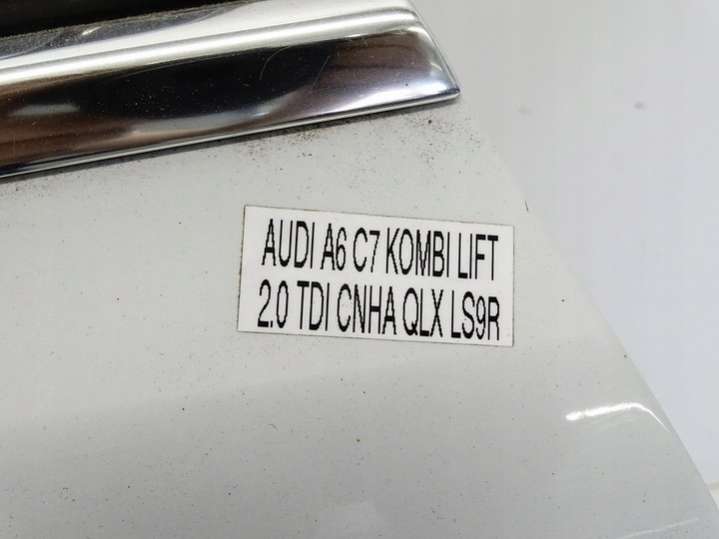 AUDI A6 C7 KOMBI LIFT
2.0 TDI CNHA QLX LS9R